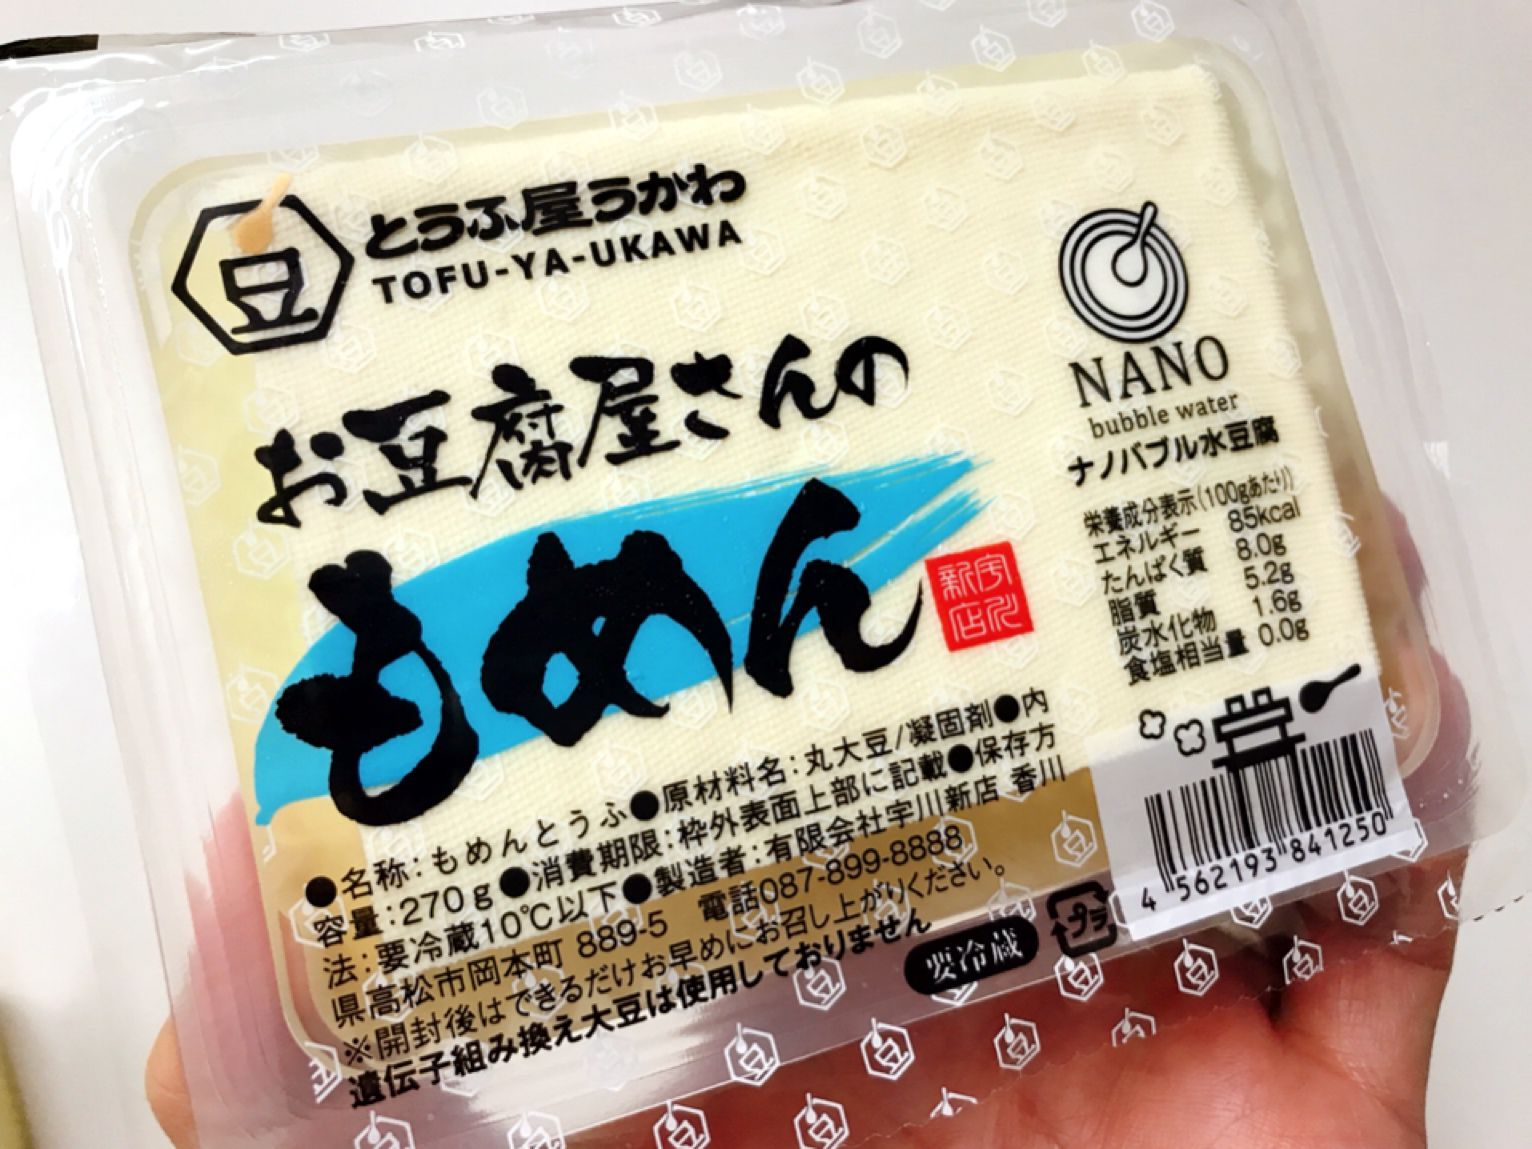 豆
とうふ屋うかわ
TOFU-YA-UKAWA
お豆腐屋さんの
もめん
宇川
新店
NANO
bubble water
ナノバブル水豆腐
栄養成分表示(100gあたり)
エネルギー 85kcal
たんぱく質 8.0g
脂質 5.2g
炭水化物 1.6g
食塩相当量 0.0g
●名称:もめんとうふ●原材料名:丸大豆/凝固剤●内
容量:270g●消費期限:枠外表面上部に記載●保存方
法:要冷蔵10℃以下●製造者:有限会社宇川新店 香川
県高松市岡本町 889-5 電話087-899-8888
※開封後はできるだけお早めにお召し上がりください。
遺伝子組み換え大豆は使用しておりません
要冷蔵
プラ
4 562193 841250